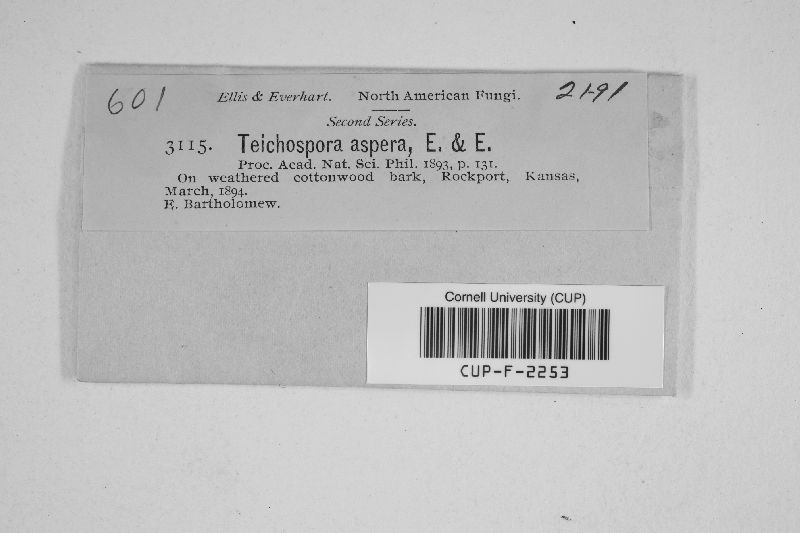 601 Ellis & Everhart. North American Fungi. 2191
Second Series.
3115. Teichospora aspera, E. & E.
Proc. Acad. Nat. Sci. Phil. 1893, p. 131.
On weathered cottonwood bark, Rockport, Kansas,
March, 1894.
E. Bartholomew.
Cornell University (CUP)
CUP-F-2253